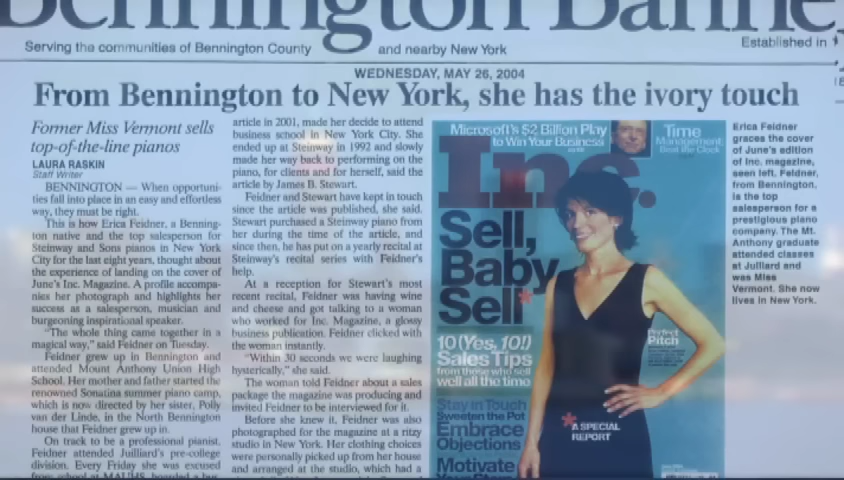 Bennington Banner
Serving the communities of Bennington County and nearby New York
Established in
WEDNESDAY, MAY 26, 2004
From Bennington to New York, she has the ivory touch
Former Miss Vermont sells
top-of-the-line pianos
LAURA RASKIN
Staff Writer
BENNINGTON — When opportuni-
ties fall into place in an easy and effortless
way, they must be right.
This is how Erica Feidner, a Benning-
ton native and the top salesperson for
Steinway and Sons pianos in New York
City for the last eight years, thought about
the experience of landing on the cover of
June's Inc. Magazine. A profile accompa-
nies her photograph and highlights her
success as a salesperson, musician and
burgeoning inspirational speaker.
"The whole thing came together in a
magical way," said Feidner on Tuesday.
Feidner grew up in Bennington and
attended Mount Anthony Union High
School. Her mother and father started the
renowned Sonatina summer piano camp,
which is now directed by her sister, Polly
van der Linde, in the North Bennington
house that Feidner grew up in.
On track to be a professional pianist,
Feidner attended Juilliard's pre-college
division. Every Friday she was excused
from school at MAUHS, boarded a bus
article in 2001, made her decide to attend
business school in New York City. She
ended up at Steinway in 1992 and slowly
made her way back to performing on the
piano, for clients and for herself, said the
article by James B. Stewart.
Feidner and Stewart have kept in touch
since the article was published, she said.
Stewart purchased a Steinway piano from
her during the time of the article, and
since then, he has put on a yearly recital at
Steinway's recital series with Feidner's
help.
At a reception for Stewart's most
recent recital, Feidner was having wine
and cheese and got talking to a woman
who worked for Inc. Magazine, a glossy
business publication. Feidner clicked with
the woman instantly.
"Within 30 seconds we were laughing
hysterically," she said.
The woman told Feidner about a sales
package the magazine was producing and
invited Feidner to be interviewed for it.
Before she knew it, Feidner was also
photographed for the magazine at a ritzy
studio in New York. Her clothing choices
were personally picked up from her house
and arranged at the studio, which had a
Microsoft's $2 Billion Play
to Win Your Business
Time
Management:
Beat the Clock
Inc.
Sell,
Baby
Sell*
10 (Yes, 10!)
Sales Tips
from those who sell
well all the time
Stay in Touch
Sweeten the Pot
Embrace
Objections
Motivate
Your Stars
Perfect
Pitch
*A SPECIAL
REPORT
Erica Feidner
graces the cover
of June's edition
of Inc. magazine,
seen left. Feidner,
from Bennington,
is the top
salesperson for a
prestigious piano
company. The Mt.
Anthony graduate
attended classes
at Juilliard and
was Miss
Vermont. She now
lives in New York.